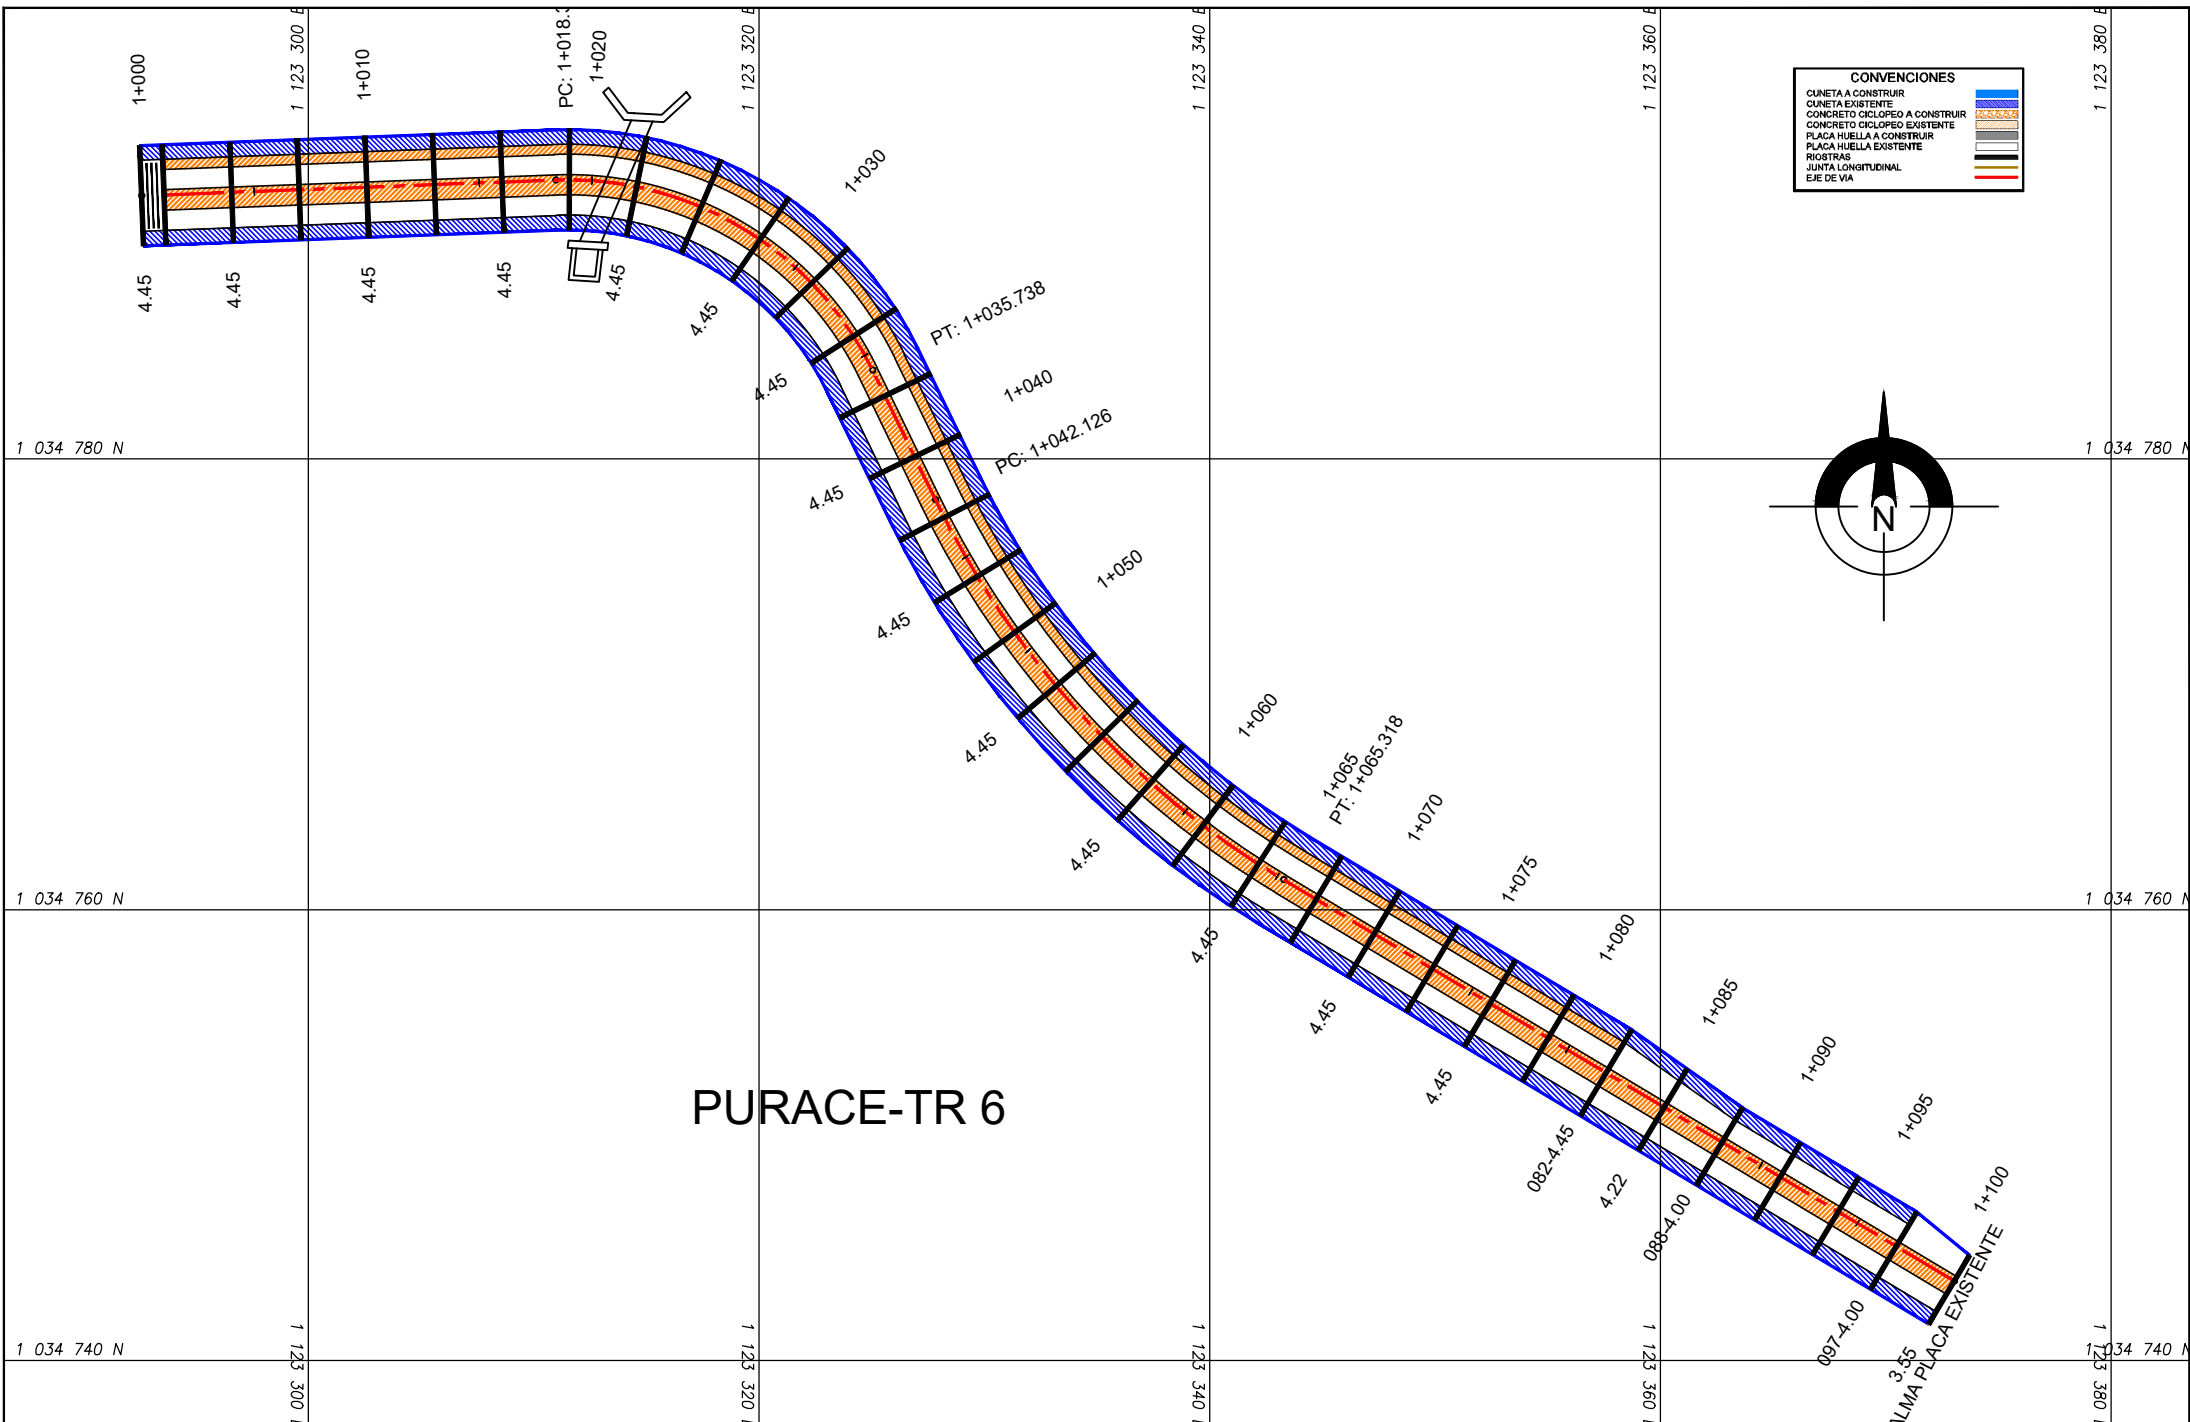 1 123 300 E
1 123 320 E
1 123 340 E
1 123 360 E
1 123 380 E
1+000
1+010
PC: 1+018.
1+020
1+030
CONVENCIONES
CUNETA A CONSTRUIR
CUNETA EXISTENTE
CONCRETO CICLOPEO A CONSTRUIR
CONCRETO CICLOPEO EXISTENTE
PLACA HUELLA A CONSTRUIR
PLACA HUELLA EXISTENTE
RIOSTRAS
JUNTA LONGITUDINAL
EJE DE VIA
4.45
4.45
4.45
4.45
4.45
4.45
PT: 1+035.738
4.45
1+040
PC: 1+042.126
1 034 780 N
1 034 780 N
4.45
N
1+050
4.45
4.45
1+060
1+065
PT: 1+065.318
1+070
4.45
1+075
1 034 760 N
1 034 760 N
4.45
1+080
4.45
1+085
4.45
1+090
PURACE-TR 6
1+095
082-4.45
4.22
1+100
088-4.00
097-4.00
3.55
ALMA PLACA EXISTENTE
1 034 740 N
1 034 740 N
1 123 300
1 123 320
1 123 340
1 123 360
1 123 380